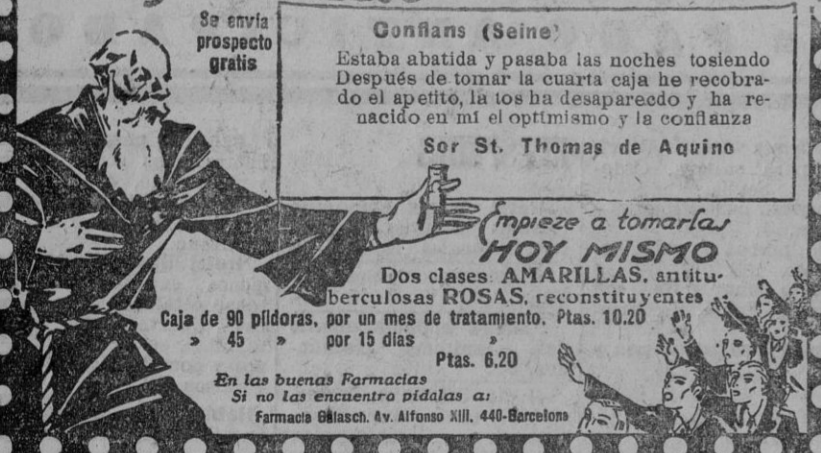 Se envía
prospecto
gratis
Conflans (Seine)
Estaba abatida y pasaba las noches tosiendo
Después de tomar la cuarta caja he recobra-
do el apetito, la tos ha desaparecdo y ha re-
nacido en mi el optimismo y la confianza
Sor St. Thomas de Aquino
Empieze a tomarlas
HOY MISMO
Dos clases: AMARILLAS, antitu-
berculosas ROSAS, reconstituyentes
Caja de 90 píldoras, por un mes de tratamiento. Ptas. 10.20
» 45 » por 15 días »
Ptas. 6,20
En las buenas Farmacias
Si no las encuentro pídalas a:
Farmacia Galasch. Av. Alfonso XIII, 440-Barcelona